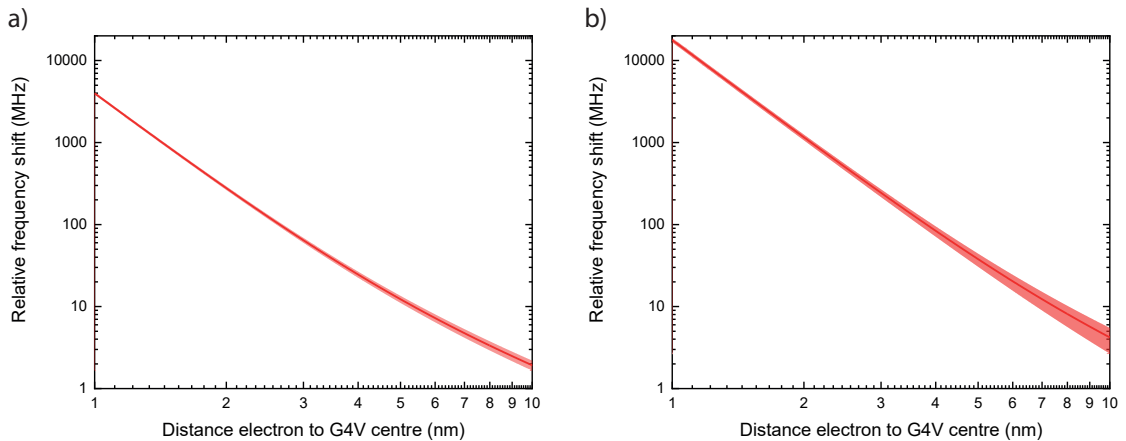 a)
Relative frequency shift (MHz)
10000
1000
100
10
1
1 2 3 4 5 6 7 8 9 10
Distance electron to G4V centre (nm)
b)
Relative frequency shift (MHz)
10000
1000
100
10
1
1 2 3 4 5 6 7 8 9 10
Distance electron to G4V centre (nm)